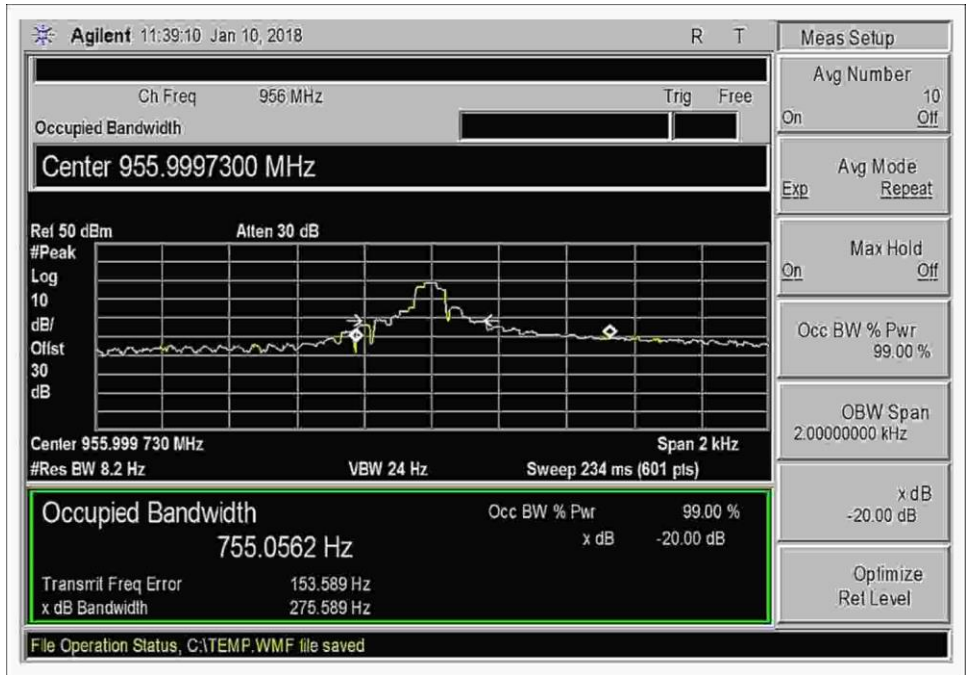 Agilent 11:39:10 Jan 10, 2018 R T
Ch Freq 956 MHz Trig Free
Occupied Bandwidth
Center 955.9997300 MHz
Ref 50 dBm Atten 30 dB
#Peak
Log
10
dB/
Offst
30
dB
Center 955.999 730 MHz Span 2 kHz
#Res BW 8.2 Hz VBW 24 Hz Sweep 234 ms (601 pts)
Occupied Bandwidth
755.0562 Hz
Occ BW % Pwr 99.00 %
x dB -20.00 dB
Transmit Freq Error 153.589 Hz
x dB Bandwidth 275.589 Hz
File Operation Status, C:\TEMP.WMF file saved
Meas Setup
Avg Number
10
On Off
Avg Mode
Exp Repeat
Max Hold
On Off
Occ BW % Pwr
99.00 %
OBW Span
2.00000000 kHz
x dB
-20.00 dB
Optimize
Ref Level